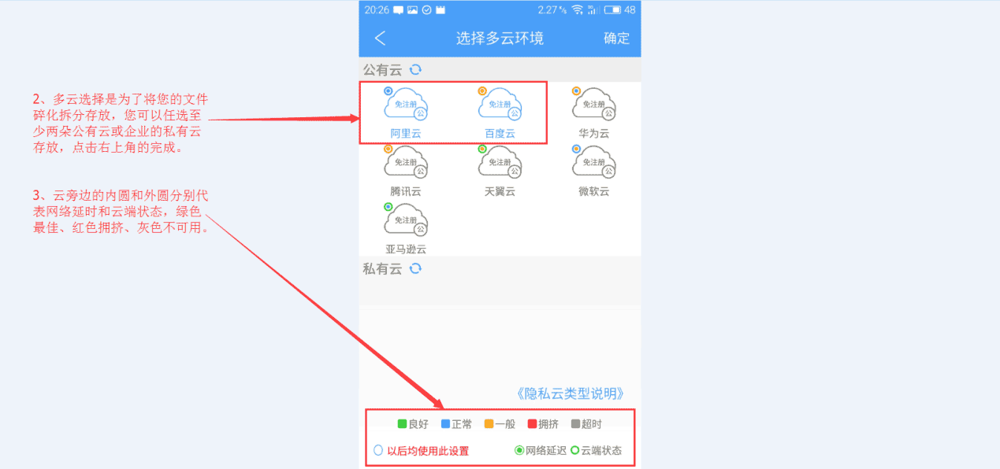 20:26 2.27 K/s 48
选择多云环境 确定
公有云
2、多云选择是为了将您的文件
碎化拆分存放，您可以任选至
少两朵公有云或企业的私有云
存放，点击右上角的完成。
免注册 公 免注册 公 免注册 公
阿里云 百度云 华为云
免注册 公 免注册 公 免注册 公
腾讯云 天翼云 微软云
3、云旁边的内圆和外圆分别代
表网络延时和云端状态，绿色
最佳、红色拥挤、灰色不可用。
免注册 公
亚马逊云
私有云
《隐私云类型说明》
良好 正常 一般 拥挤 超时
以后均使用此设置 网络延迟 云端状态